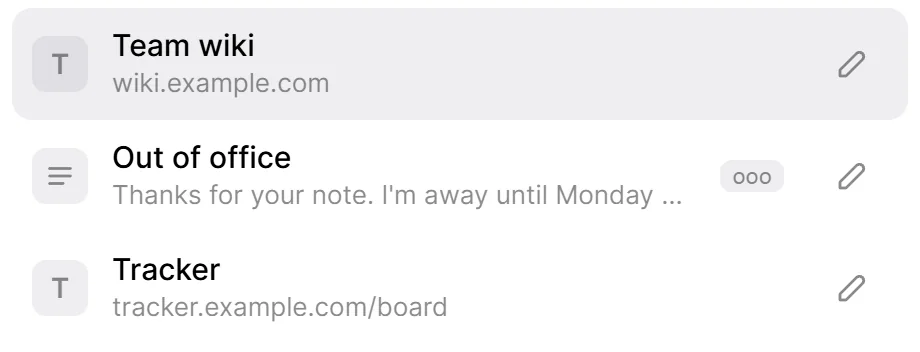 T
Team wiki
wiki.example.com
Out of office
Thanks for your note. I'm away until Monday ...
ooo
T
Tracker
tracker.example.com/board